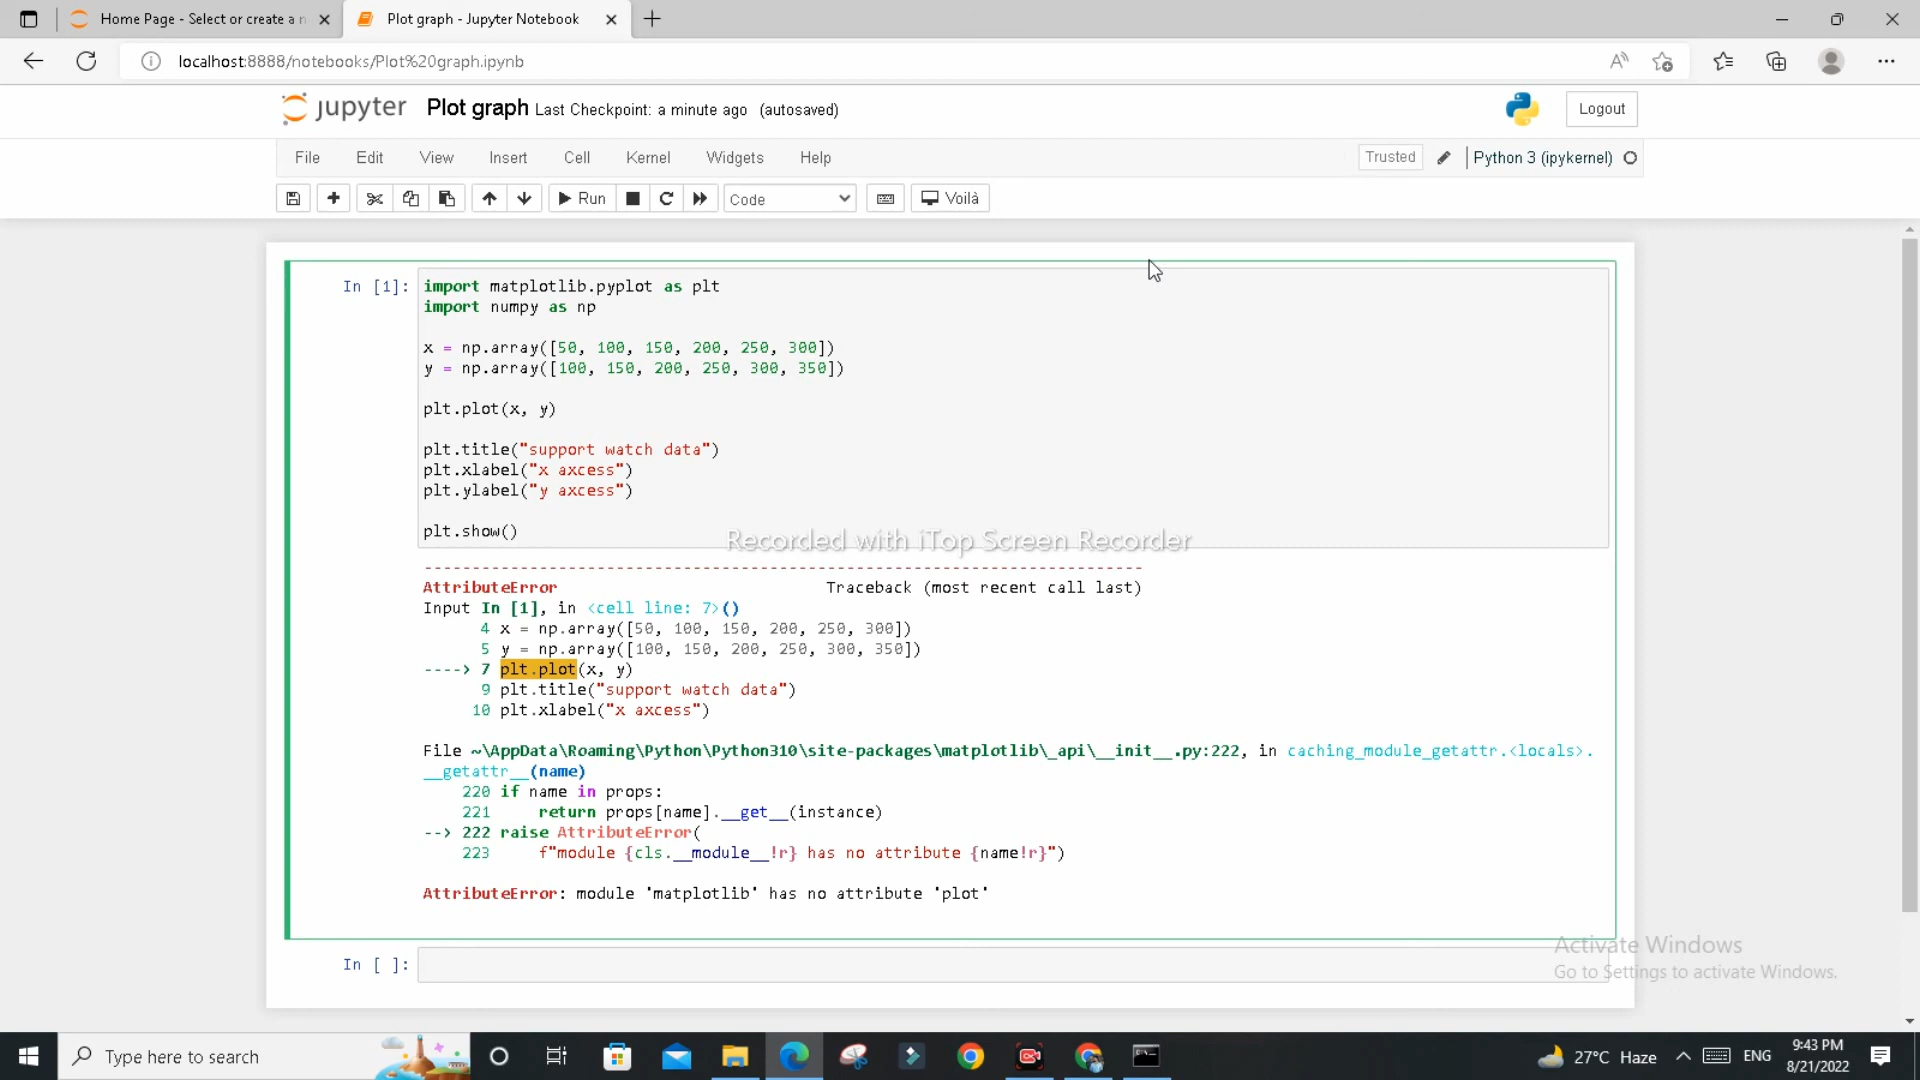 Home Page - Select or create a n
Plot graph - Jupyter Notebook
localhost:8888/notebooks/Plot%20graph.ipynb
jupyter Plot graph Last Checkpoint: a minute ago (autosaved)
Logout
File Edit View Insert Cell Kernel Widgets Help
Trusted
Python 3 (ipykernel)
Run
Code
Voilà
In [1]:
import matplotlib.pyplot as plt
import numpy as np
x = np.array([50, 100, 150, 200, 250, 300])
y = np.array([100, 150, 200, 250, 300, 350])
plt.plot(x, y)
plt.title("support watch data")
plt.xlabel("x axcess")
plt.ylabel("y axcess")
plt.show()
Recorded with iTop Screen Recorder
---------------------------------------------------------------------------
AttributeError Traceback (most recent call last)
Input In [1], in <cell line: 7>()
4 x = np.array([50, 100, 150, 200, 250, 300])
5 y = np.array([100, 150, 200, 250, 300, 350])
----> 7 plt.plot(x, y)
9 plt.title("support watch data")
10 plt.xlabel("x axcess")
File ~\AppData\Roaming\Python\Python310\site-packages\matplotlib\_api\__init__.py:222, in caching_module_getattr.<locals>.
__getattr__(name)
220 if name in props:
221 return props[name].__get__(instance)
--> 222 raise AttributeError(
223 f"module {cls.__module__!r} has no attribute {name!r}")
AttributeError: module 'matplotlib' has no attribute 'plot'
In [ ]:
Activate Windows
Go to Settings to activate Windows.
Type here to search
27°C Haze
ENG
9:43 PM
8/21/2022